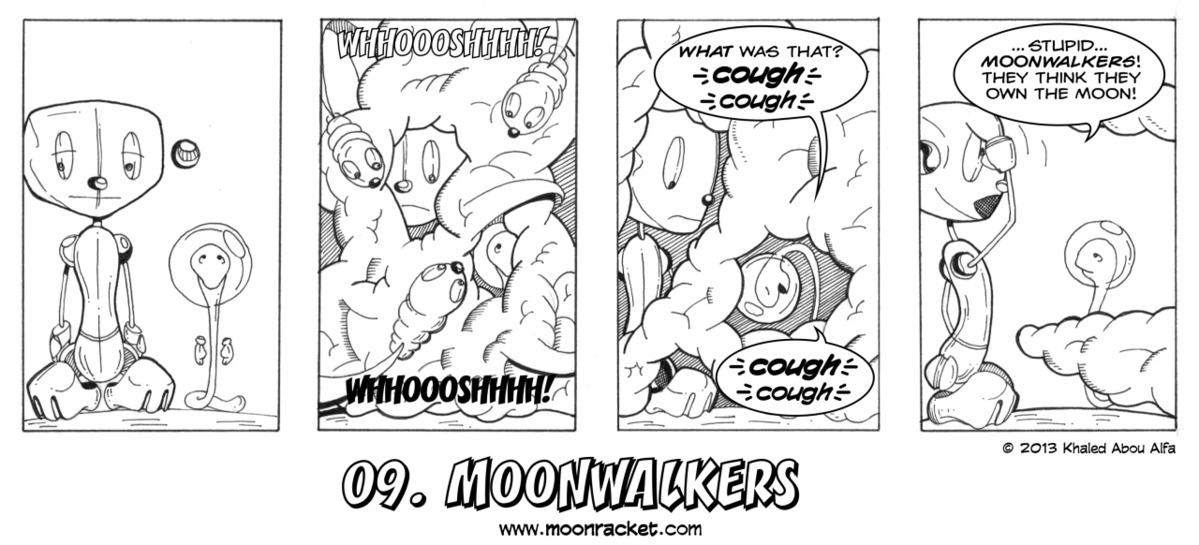 WHHOOOSHHHH!
WHHOOOSHHHH!
WHAT WAS THAT?
COUGH
COUGH
COUGH
COUGH
...STUPID...
MOONWALKERS!
THEY THINK THEY
OWN THE MOON!
© 2013 Khaled Abou Alfa
09. MOONWALKERS
www.moonracket.com